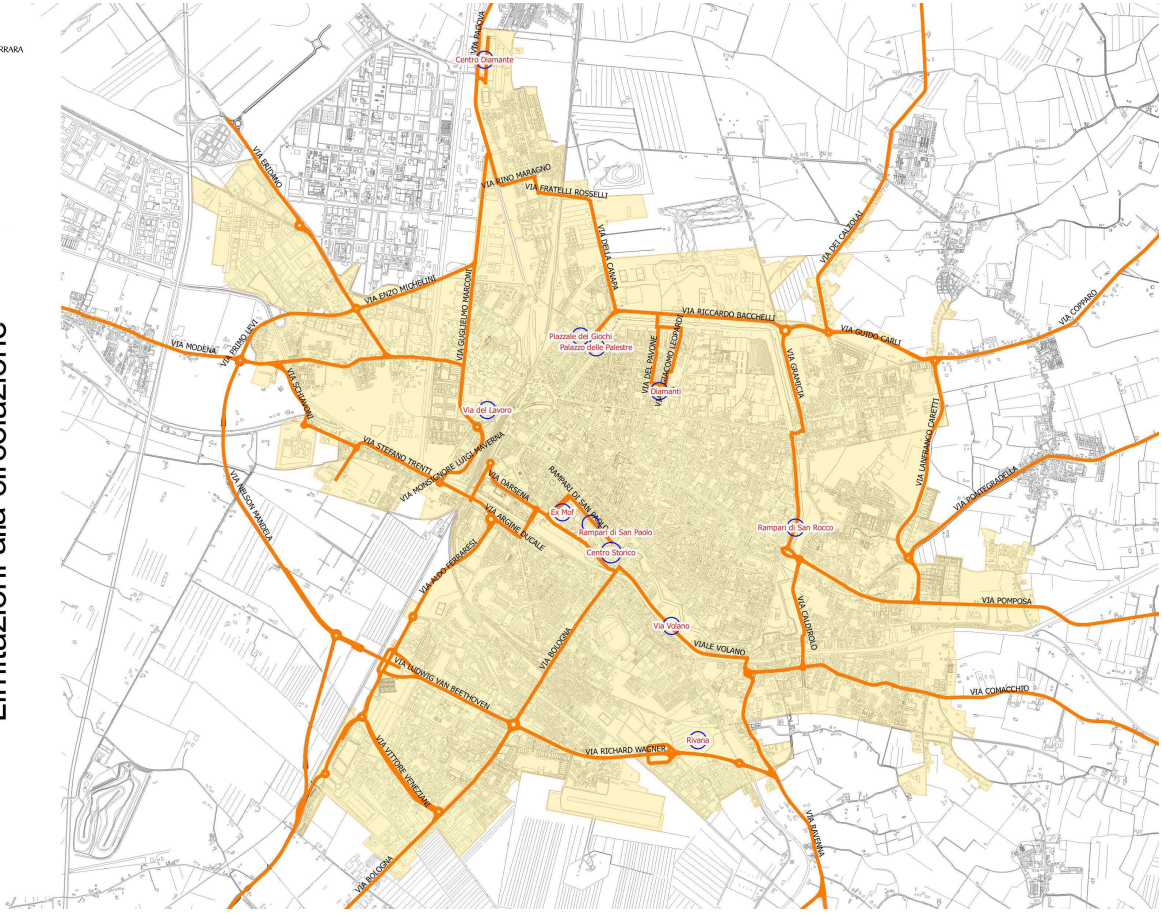 RRARA
Limitazioni alla circolazione
VIA PADOVA
Centro Diamante
VIA ERIDANO
VIA RINO MARAGNO
VIA FRATELLI ROSSELLI
VIA DEI CALZOLAI
VIA DELLA CANAPA
VIA ENZO MICHELINI
VIA GUGLIELMO MARCONI
VIA COPPARO
VIA RICCARDO BACCHELLI
VIA GUIDO CARLI
VIA MODENA
VIA PRIMO LEVI
Piazzale dei Giochi
Palazzo delle Palestre
VIA DEL PAVONE
GIACOMO LEOPARDI
VIA GRAMICIA
VIA SCHIAVONI
Diamanti
Via del Lavoro
VIA LANFRANCO CARETTI
VIA STEFANO TRENTI
VIA MONSIGNORE LUIGI MAVERNA
VIA NELSON MANDELA
VIA DARSENA
RAMPARI DI SAN PAOLO
VIA PONTEGRADELLA
Ex Mof
VIA ARGINE DUCALE
Rampari di San Paolo
Rampari di San Rocco
Centro Storico
VIA ALDO FERRARESI
VIA POMPOSA
VIA CALDIROLO
Via Volano
VIA BOLOGNA
VIALE VOLANO
VIA LUDWIG VAN BEETHOVEN
VIA COMACCHIO
Rivana
VIA RICHARD WAGNER
VIA VITTORE VENEZIANI
VIA RAVENNA
VIA BOLOGNA